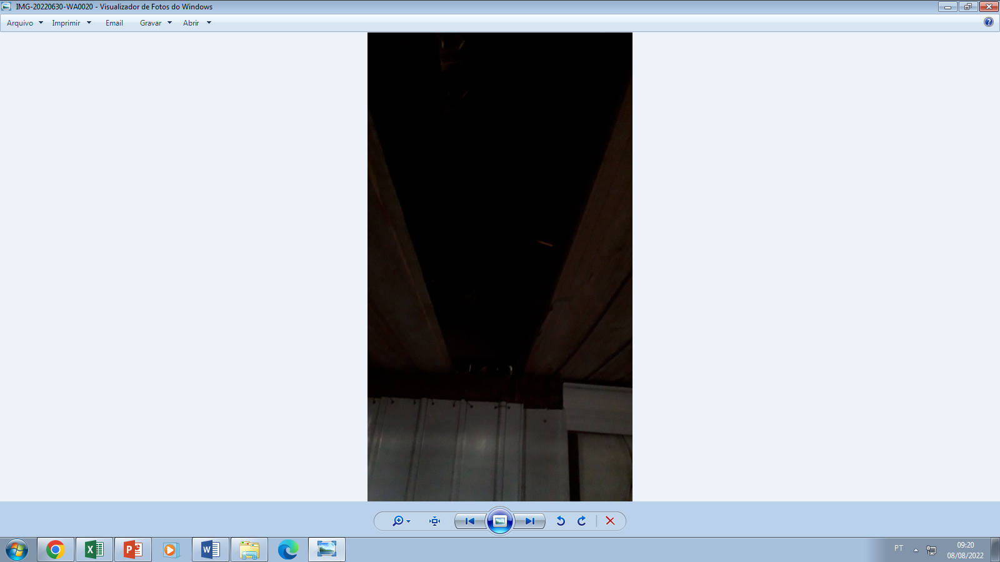 IMG-20220630-WA0020 - Visualizador de Fotos do Windows
Arquivo Imprimir Email Gravar Abrir
PT
09:20
08/08/2022